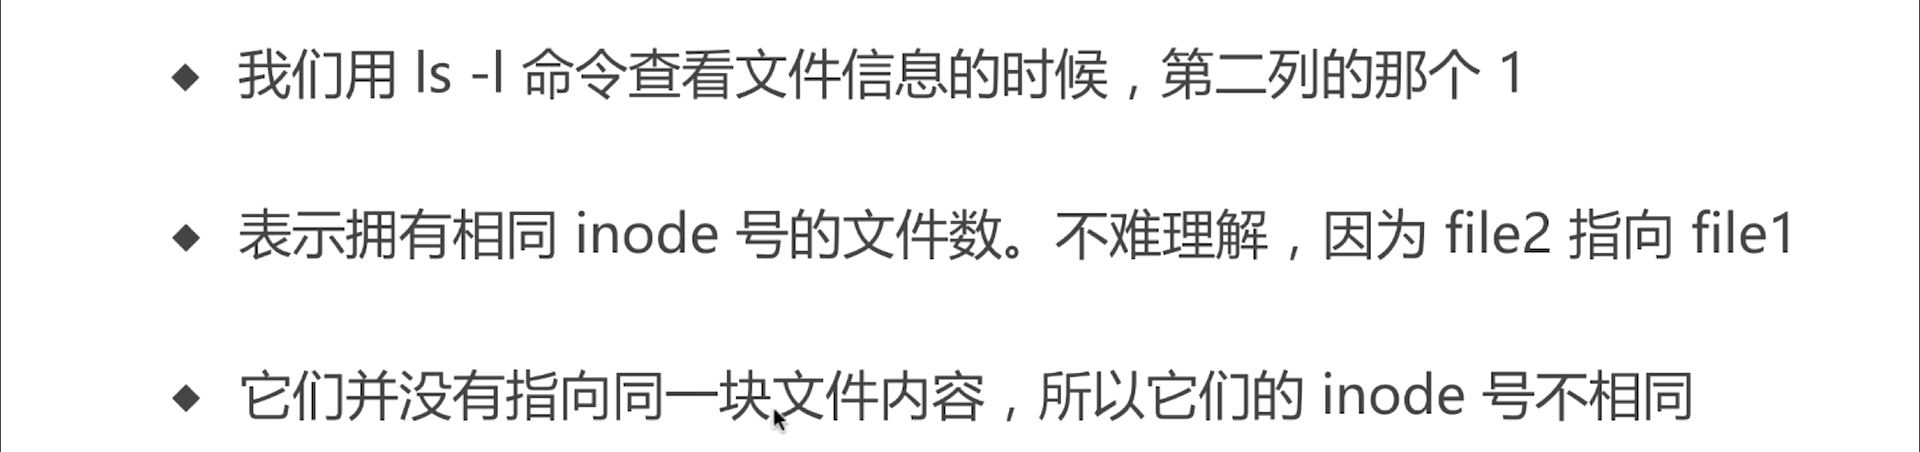 ◆ 我们用 ls -l 命令查看文件信息的时候，第二列的那个 1
◆ 表示拥有相同 inode 号的文件数。不难理解，因为 file2 指向 file1
◆ 它们并没有指向同一块文件内容，所以它们的 inode 号不相同